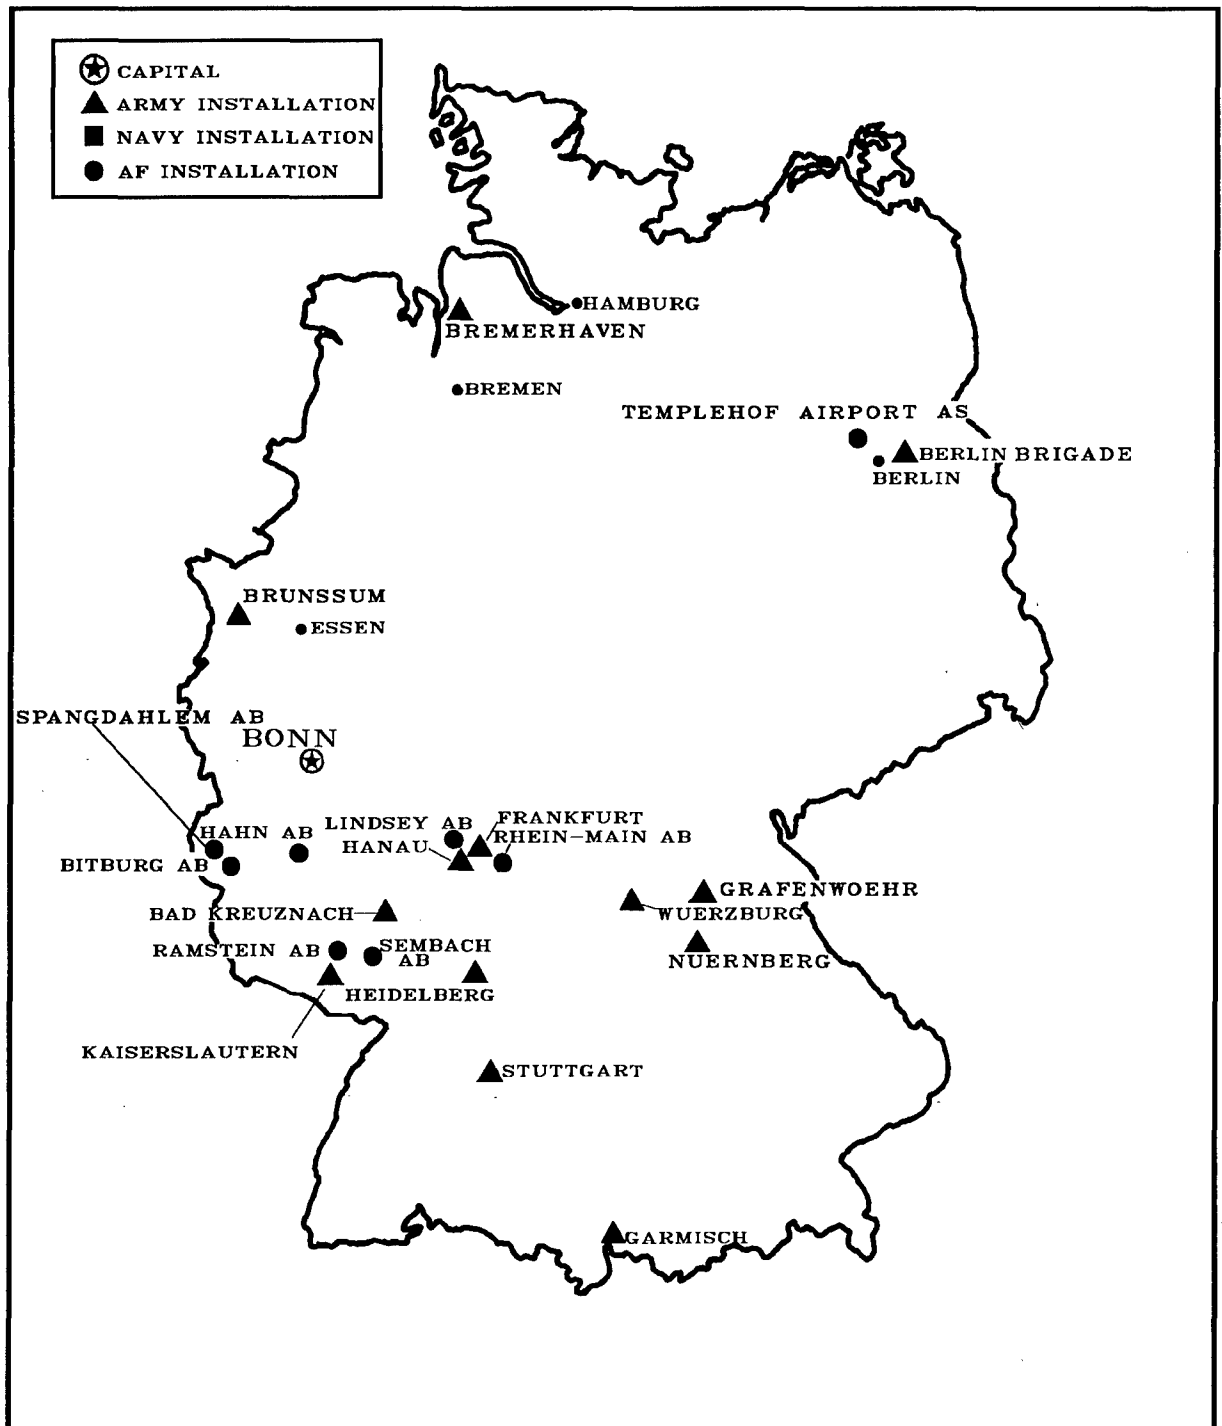 CAPITAL
ARMY INSTALLATION
NAVY INSTALLATION
AF INSTALLATION
HAMBURG
BREMERHAVEN
BREMEN
TEMPLEHOF AIRPORT AS
BERLIN BRIGADE
BERLIN
BRUNSSUM
ESSEN
SPANGDAHLEM AB
BONN
FRANKFURT
LINDSEY AB
HAHN AB
RHEIN-MAIN AB
HANAU
BITBURG AB
GRAFENWOEHR
BAD KREUZNACH
WUERZBURG
SEMBACH
AB
RAMSTEIN AB
NUERNBERG
HEIDELBERG
KAISERSLAUTERN
STUTTGART
GARMISCH